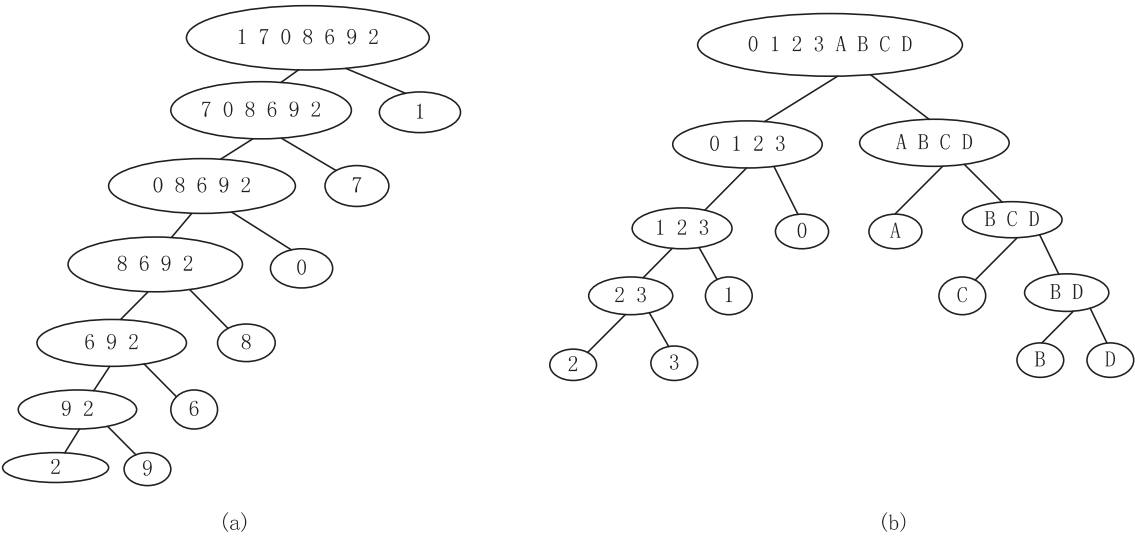 1 7 0 8 6 9 2
7 0 8 6 9 2
1
0 8 6 9 2
7
8 6 9 2
0
6 9 2
8
9 2
6
2
9
(a)
0 1 2 3 A B C D
0 1 2 3
A B C D
1 2 3
0
A
B C D
2 3
1
C
B D
2
3
B
D
(b)